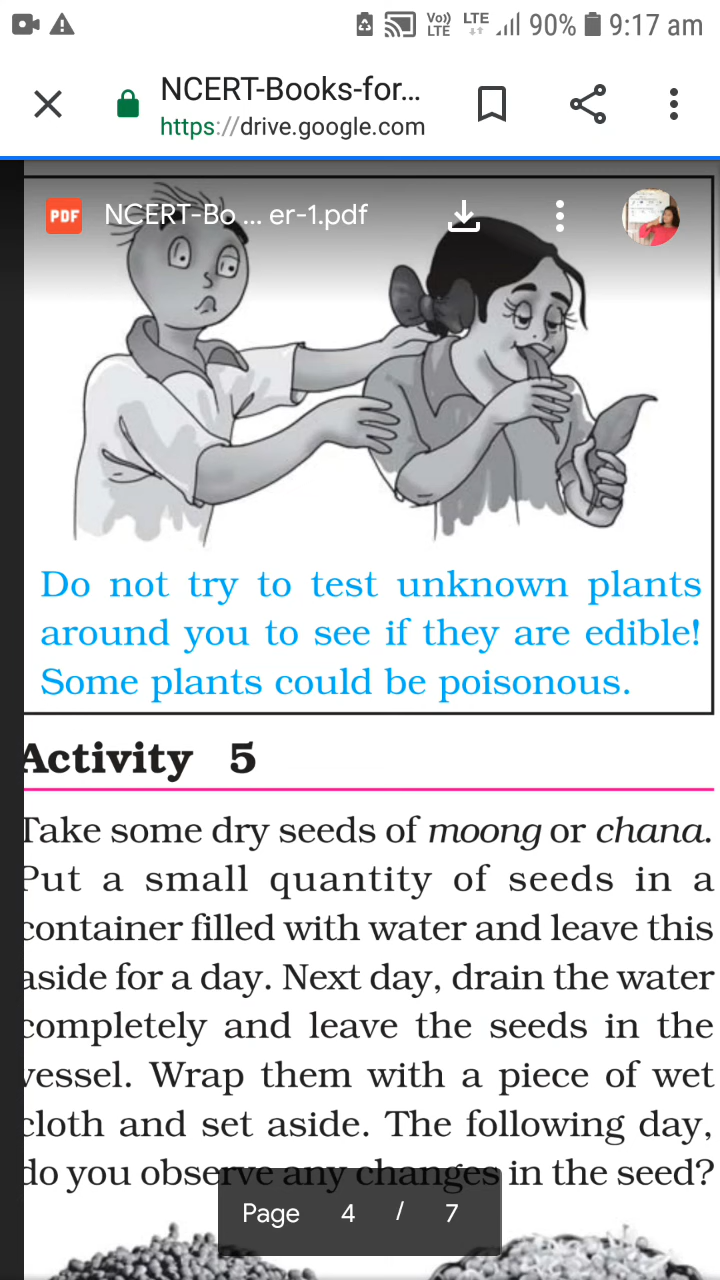 Vo)) LTE LTE 90% 9:17 am
NCERT-Books-for...
https://drive.google.com
PDF NCERT-Bo ... er-1.pdf
Do not try to test unknown plants
around you to see if they are edible!
Some plants could be poisonous.
Activity 5
Take some dry seeds of moong or chana.
Put a small quantity of seeds in a
container filled with water and leave this
aside for a day. Next day, drain the water
completely and leave the seeds in the
vessel. Wrap them with a piece of wet
cloth and set aside. The following day,
do you observe any changes in the seed?
Page 4 / 7